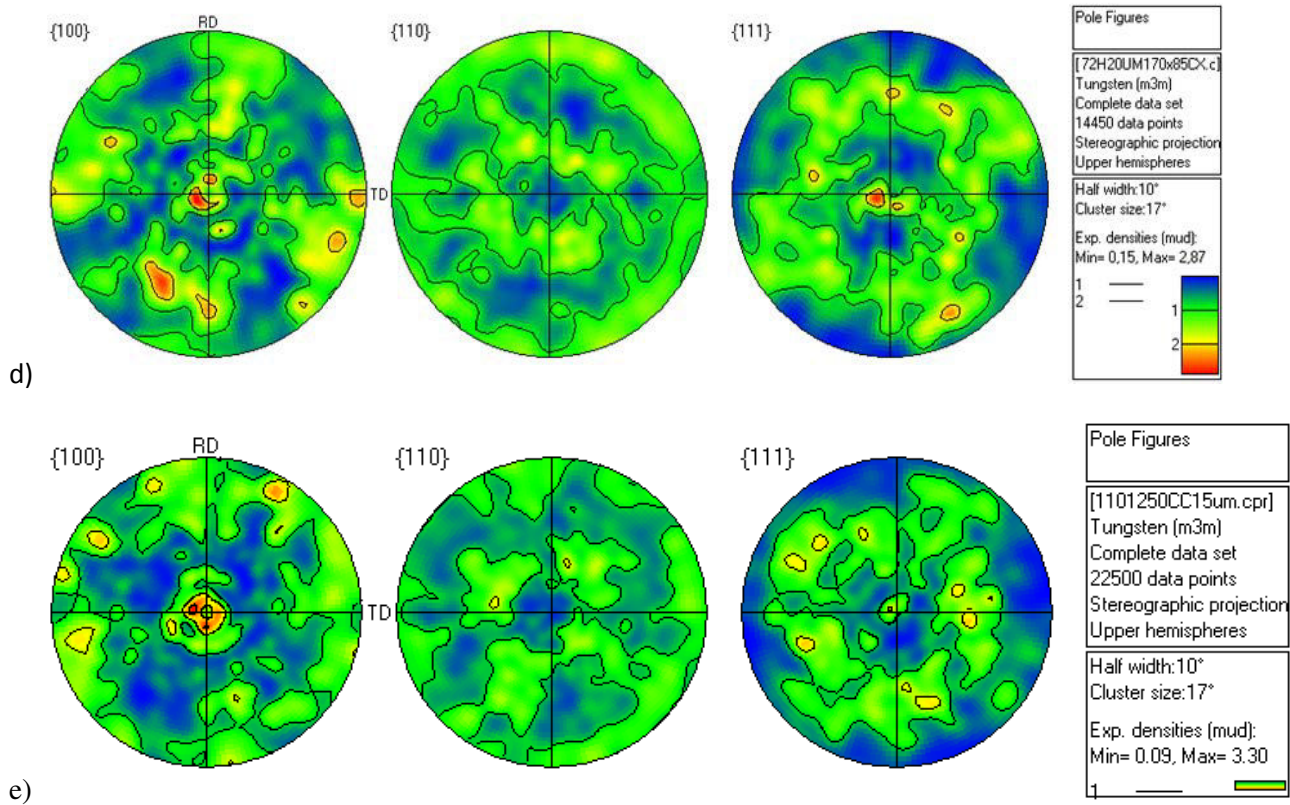 {100}
RD
{110}
{111}
TD
Pole Figures
[72H20UM170x85CX.c]
Tungsten (m3m)
Complete data set
14450 data points
Stereographic projection
Upper hemispheres
Half width:10°
Cluster size:17°
Exp. densities (mud):
Min= 0,15, Max= 2,87
1
2
1
2
d)
{100}
RD
{110}
{111}
TD
Pole Figures
[1101250CC15um.cpr]
Tungsten (m3m)
Complete data set
22500 data points
Stereographic projection
Upper hemispheres
Half width:10°
Cluster size:17°
Exp. densities (mud):
Min= 0.09, Max= 3.30
1
e)